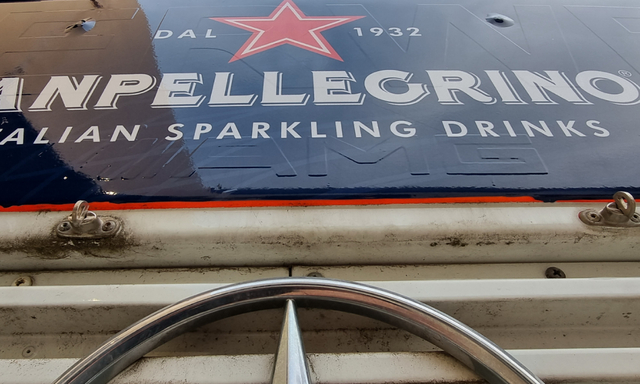 DAL 1932
ANPELLEGRINO®
ALIAN SPARKLING DRINKS